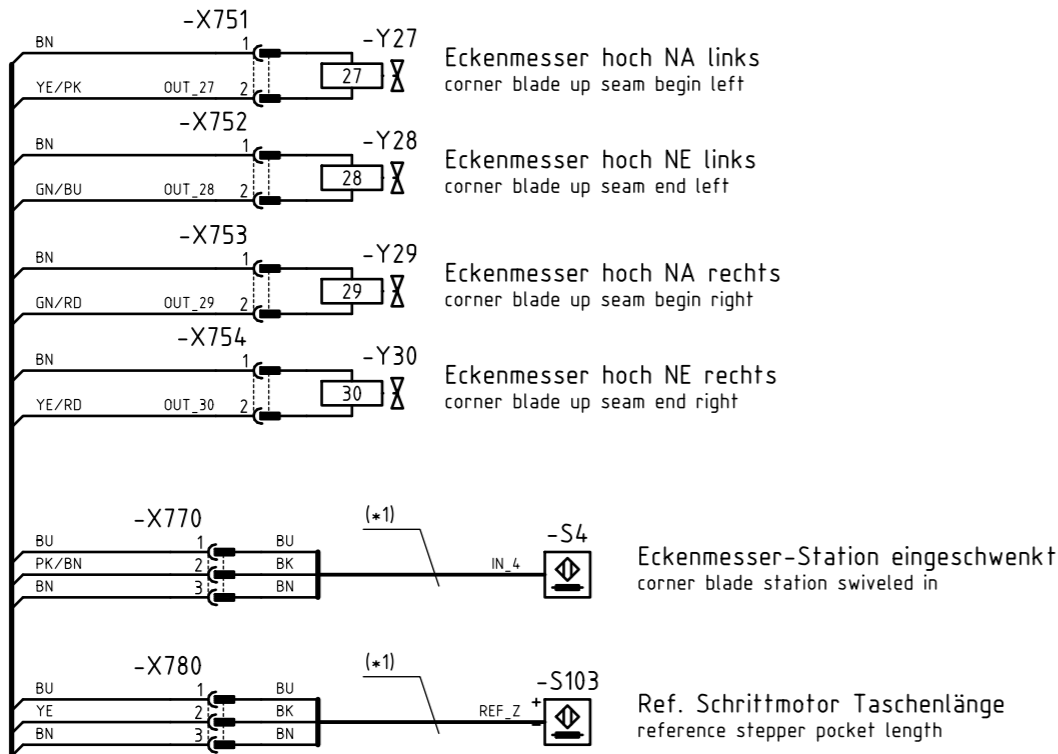 -X751
BN 1 -Y27
27
Eckenmesser hoch NA links
YE/PK OUT_27 2
corner blade up seam begin left
-X752
BN 1 -Y28
28
Eckenmesser hoch NE links
GN/BU OUT_28 2
corner blade up seam end left
-X753
BN 1 -Y29
29
Eckenmesser hoch NA rechts
GN/RD OUT_29 2
corner blade up seam begin right
-X754
BN 1 -Y30
30
Eckenmesser hoch NE rechts
YE/RD OUT_30 2
corner blade up seam end right
-X770 (*1)
BU 1 BU -S4
PK/BN 2 BK IN_4
BN 3 BN
Eckenmesser-Station eingeschwenkt
corner blade station swiveled in
-X780 (*1)
BU 1 BU -S103
YE 2 BK REF_Z + -
BN 3 BN
Ref. Schrittmotor Taschenlänge
reference stepper pocket length